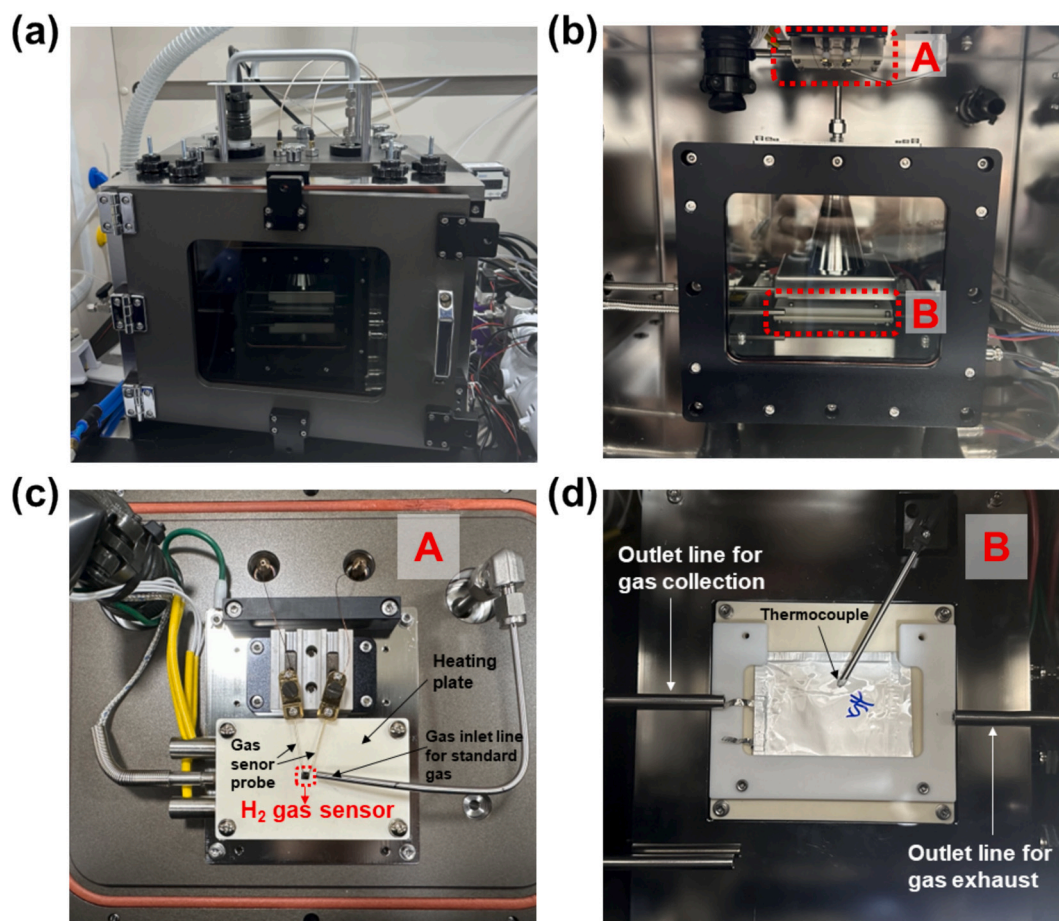 (a)
(b)
A
B
(c)
A
Heating
plate
Gas
senor
probe
Gas inlet line
for standard
gas
H₂ gas sensor
(d)
B
Outlet line for
gas collection
Thermocouple
Outlet line for
gas exhaust